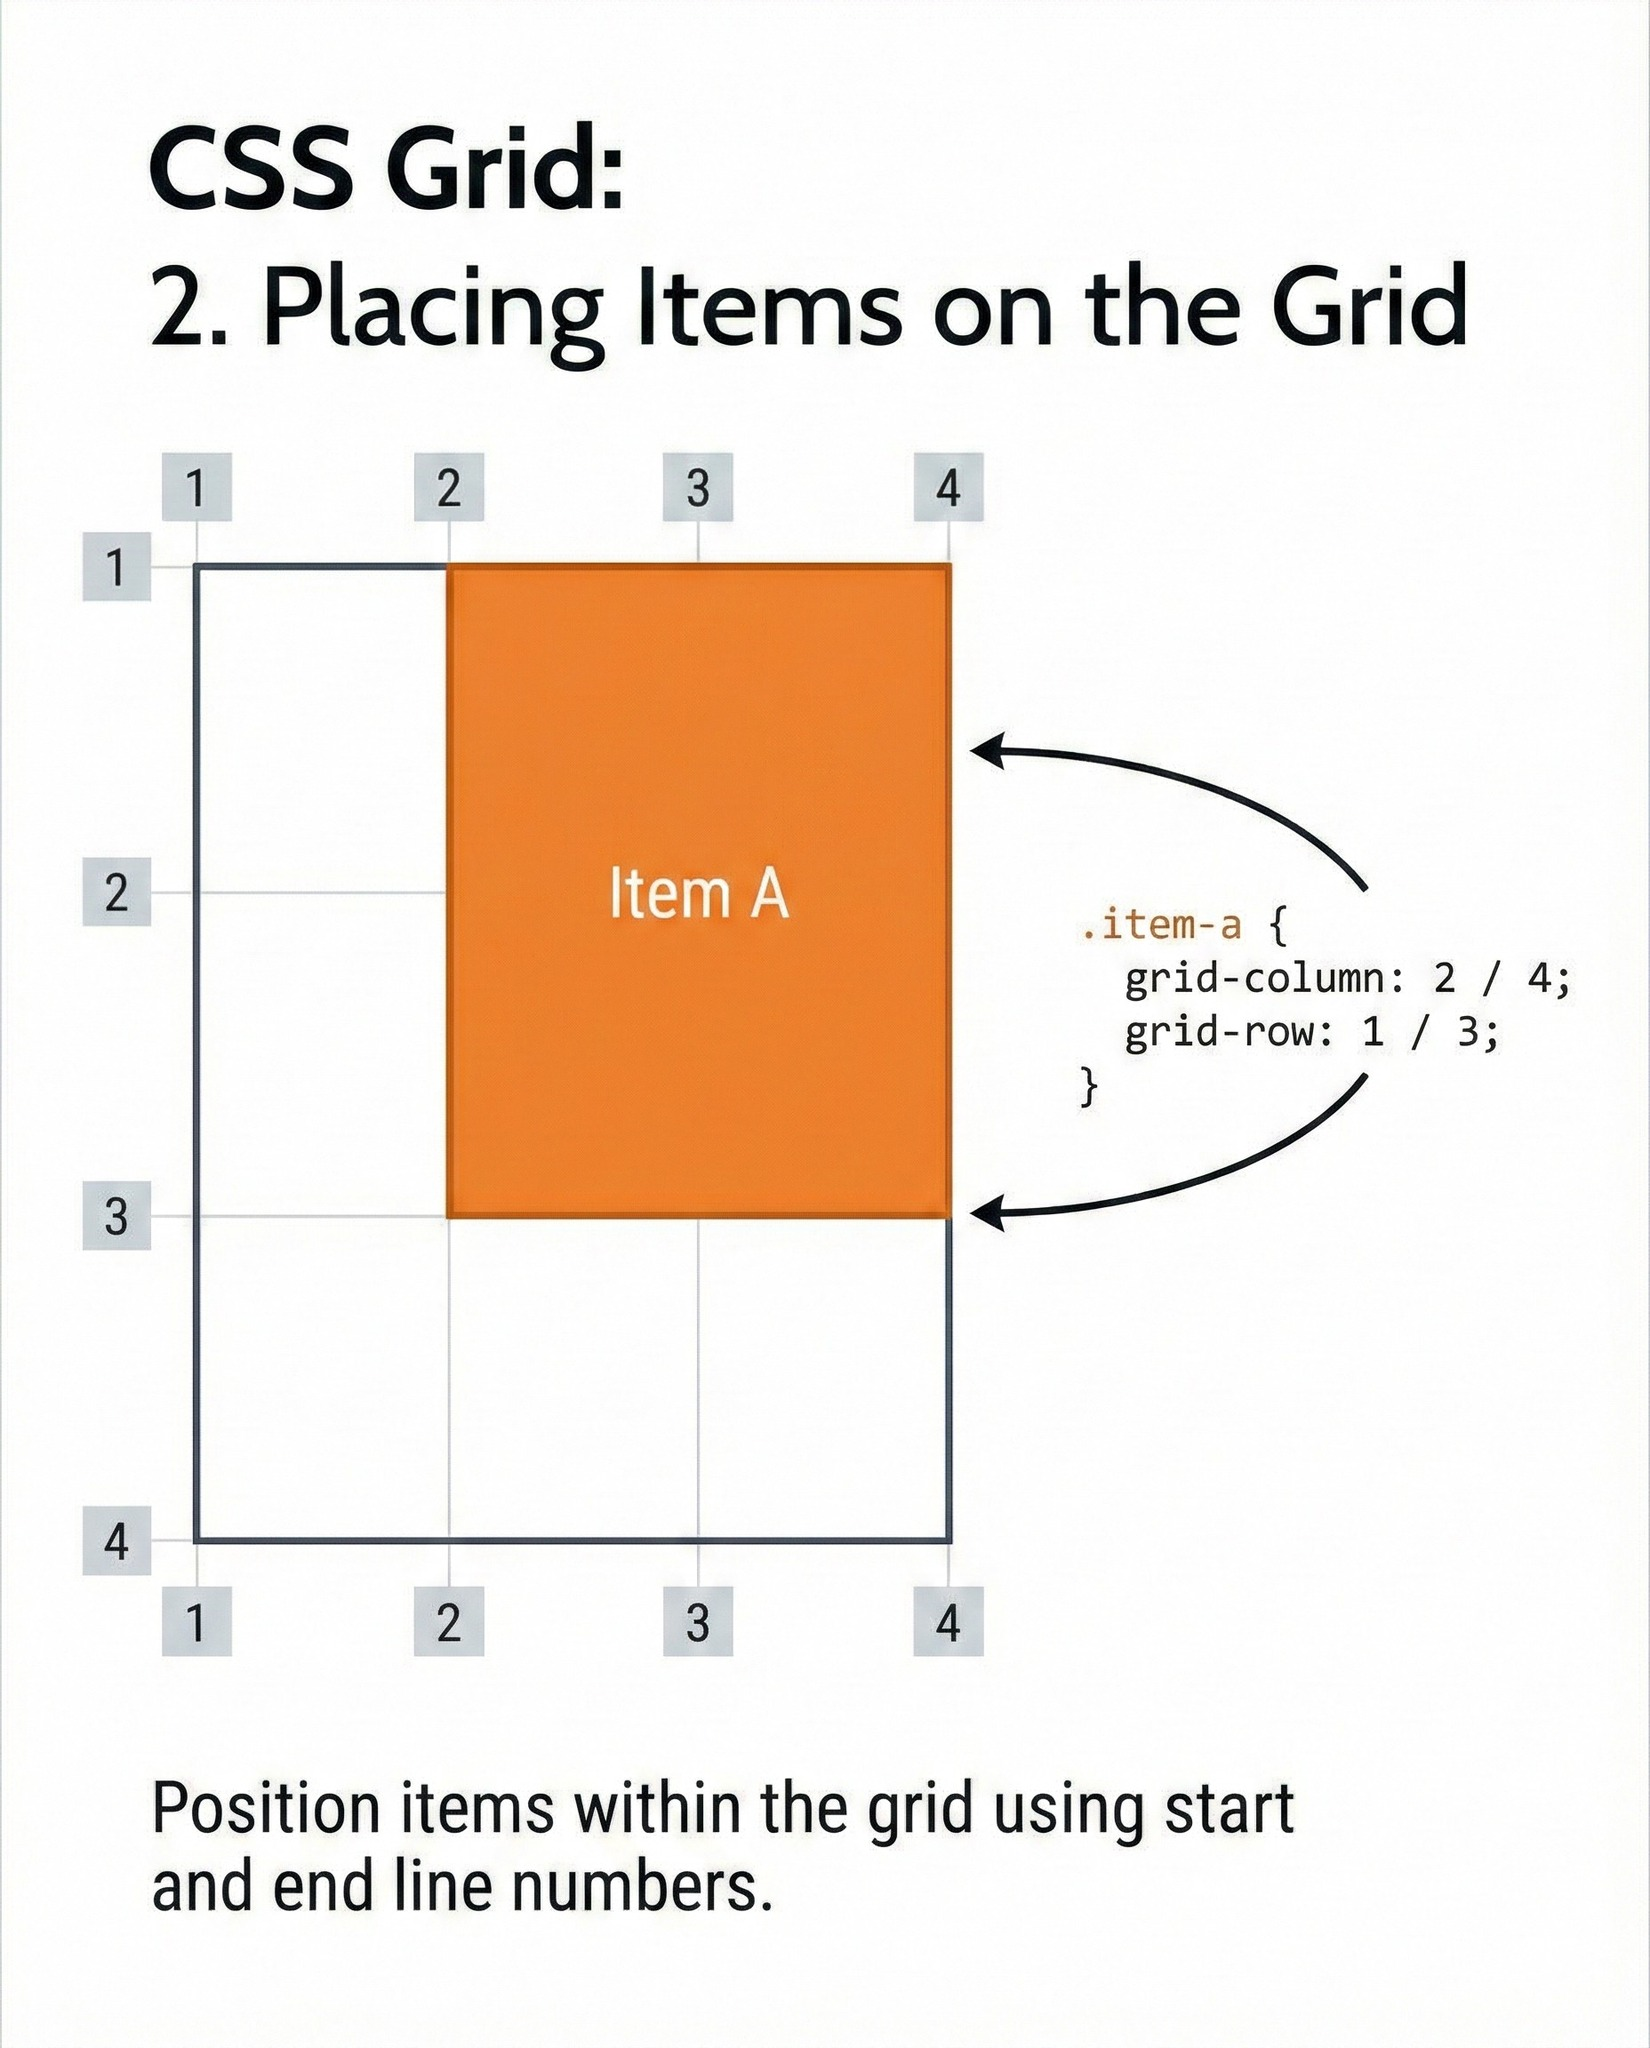 CSS Grid:
2. Placing Items on the Grid
1 2 3 4
1
2
Item A
.item-a {
  grid-column: 2 / 4;
  grid-row: 1 / 3;
}
3
4
1 2 3 4
Position items within the grid using start
and end line numbers.